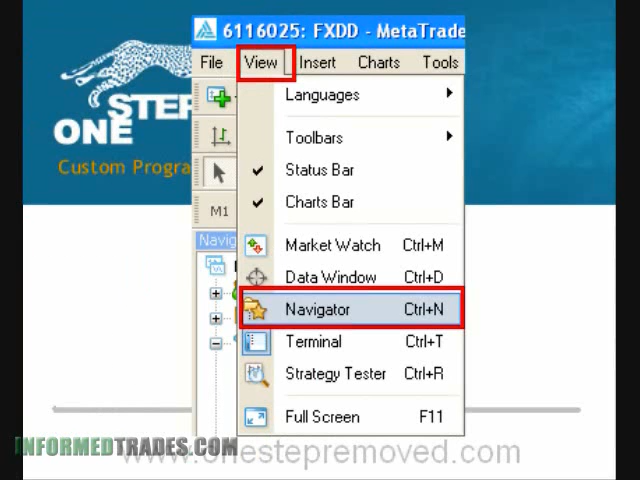 6116025: FXDD - MetaTrade
File View Insert Charts Tools
STEP
ONE
Custom Progra
Languages
Toolbars
Status Bar
Charts Bar
M1
Navig
Market Watch Ctrl+M
Data Window Ctrl+D
Navigator Ctrl+N
Terminal Ctrl+T
Strategy Tester Ctrl+R
Full Screen F11
INFORMEDTRADES.COM
www.onestepremoved.com